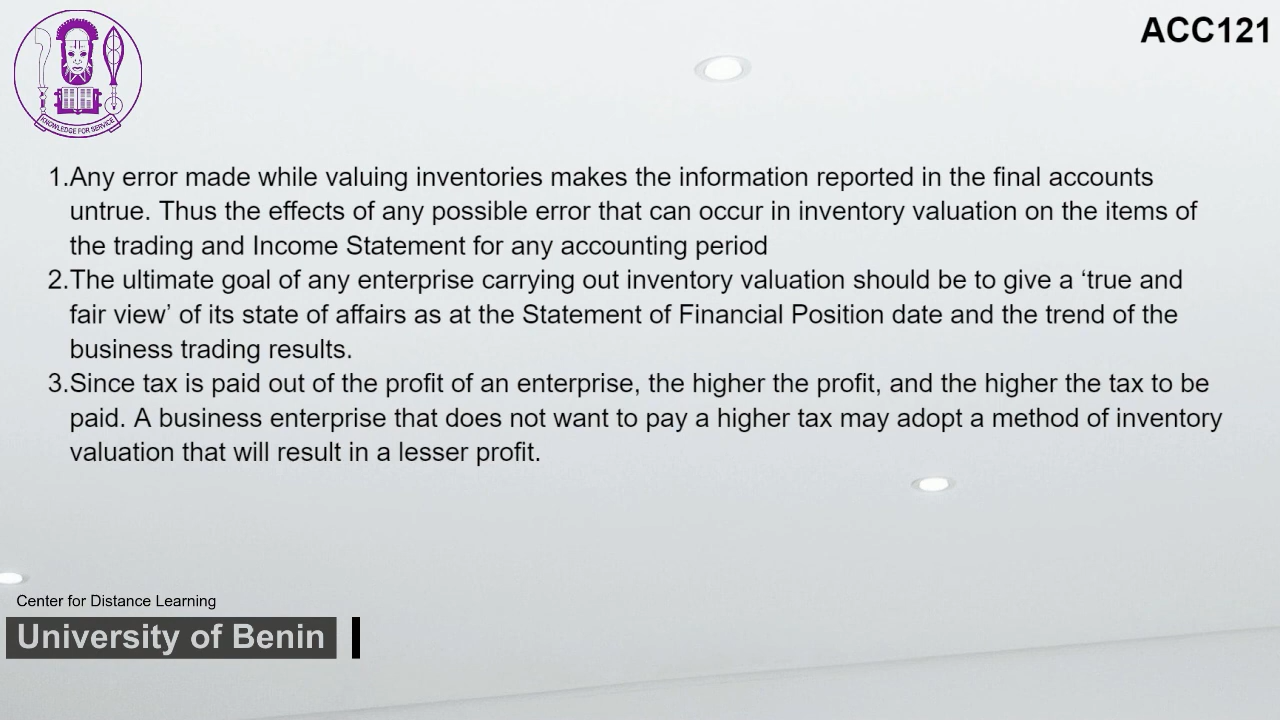 ACC121
KNOWLEDGE FOR SERVICE
1.Any error made while valuing inventories makes the information reported in the final accounts
untrue. Thus the effects of any possible error that can occur in inventory valuation on the items of
the trading and Income Statement for any accounting period
2.The ultimate goal of any enterprise carrying out inventory valuation should be to give a ‘true and
fair view’ of its state of affairs as at the Statement of Financial Position date and the trend of the
business trading results.
3.Since tax is paid out of the profit of an enterprise, the higher the profit, and the higher the tax to be
paid. A business enterprise that does not want to pay a higher tax may adopt a method of inventory
valuation that will result in a lesser profit.
Center for Distance Learning
University of Benin